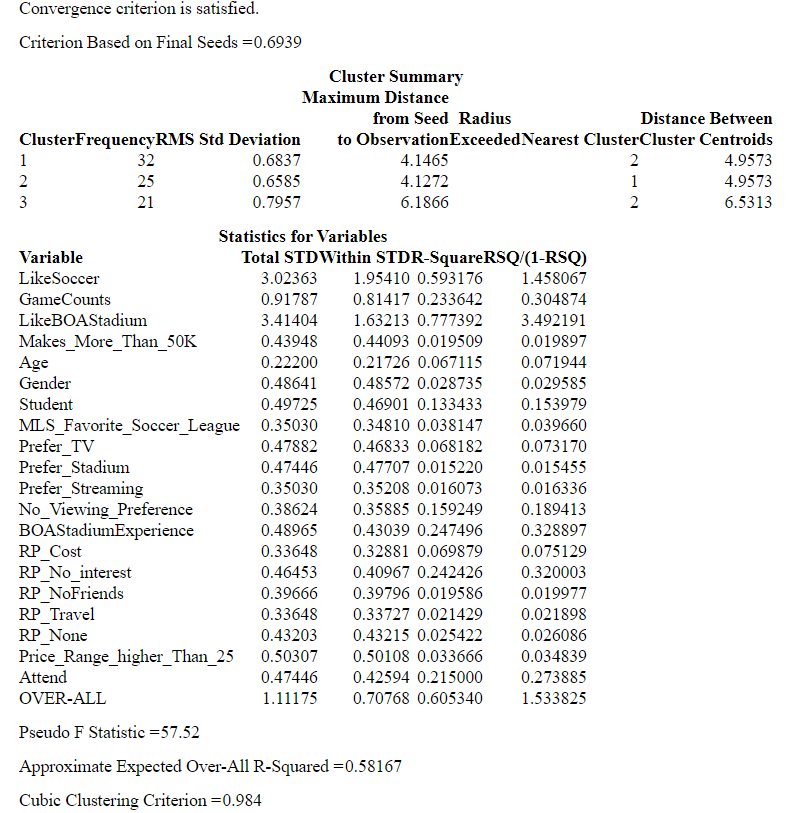 Convergence criterion is satisfied.
Criterion Based on Final Seeds =0.6939
Cluster Summary
Maximum Distance
from Seed Radius Distance Between
ClusterFrequencyRMS Std Deviation to ObservationExceededNearest ClusterCluster Centroids
1 32 0.6837 4.1465 2 4.9573
2 25 0.6585 4.1272 1 4.9573
3 21 0.7957 6.1866 2 6.5313
Statistics for Variables
Variable Total STDWithin STDR-SquareRSQ/(1-RSQ)
LikeSoccer 3.02363 1.95410 0.593176 1.458067
GameCounts 0.91787 0.81417 0.233642 0.304874
LikeBOAStadium 3.41404 1.63213 0.777392 3.492191
Makes_More_Than_50K 0.43948 0.44093 0.019509 0.019897
Age 0.22200 0.21726 0.067115 0.071944
Gender 0.48641 0.48572 0.028735 0.029585
Student 0.49725 0.46901 0.133433 0.153979
MLS_Favorite_Soccer_League 0.35030 0.34810 0.038147 0.039660
Prefer_TV 0.47882 0.46833 0.068182 0.073170
Prefer_Stadium 0.47446 0.47707 0.015220 0.015455
Prefer_Streaming 0.35030 0.35208 0.016073 0.016336
No_Viewing_Preference 0.38624 0.35885 0.159249 0.189413
BOAStadiumExperience 0.48965 0.43039 0.247496 0.328897
RP_Cost 0.33648 0.32881 0.069879 0.075129
RP_No_interest 0.46453 0.40967 0.242426 0.320003
RP_NoFriends 0.39666 0.39796 0.019586 0.019977
RP_Travel 0.33648 0.33727 0.021429 0.021898
RP_None 0.43203 0.43215 0.025422 0.026086
Price_Range_higher_Than_25 0.50307 0.50108 0.033666 0.034839
Attend 0.47446 0.42594 0.215000 0.273885
OVER-ALL 1.11175 0.70768 0.605340 1.533825
Pseudo F Statistic =57.52
Approximate Expected Over-All R-Squared =0.58167
Cubic Clustering Criterion =0.984